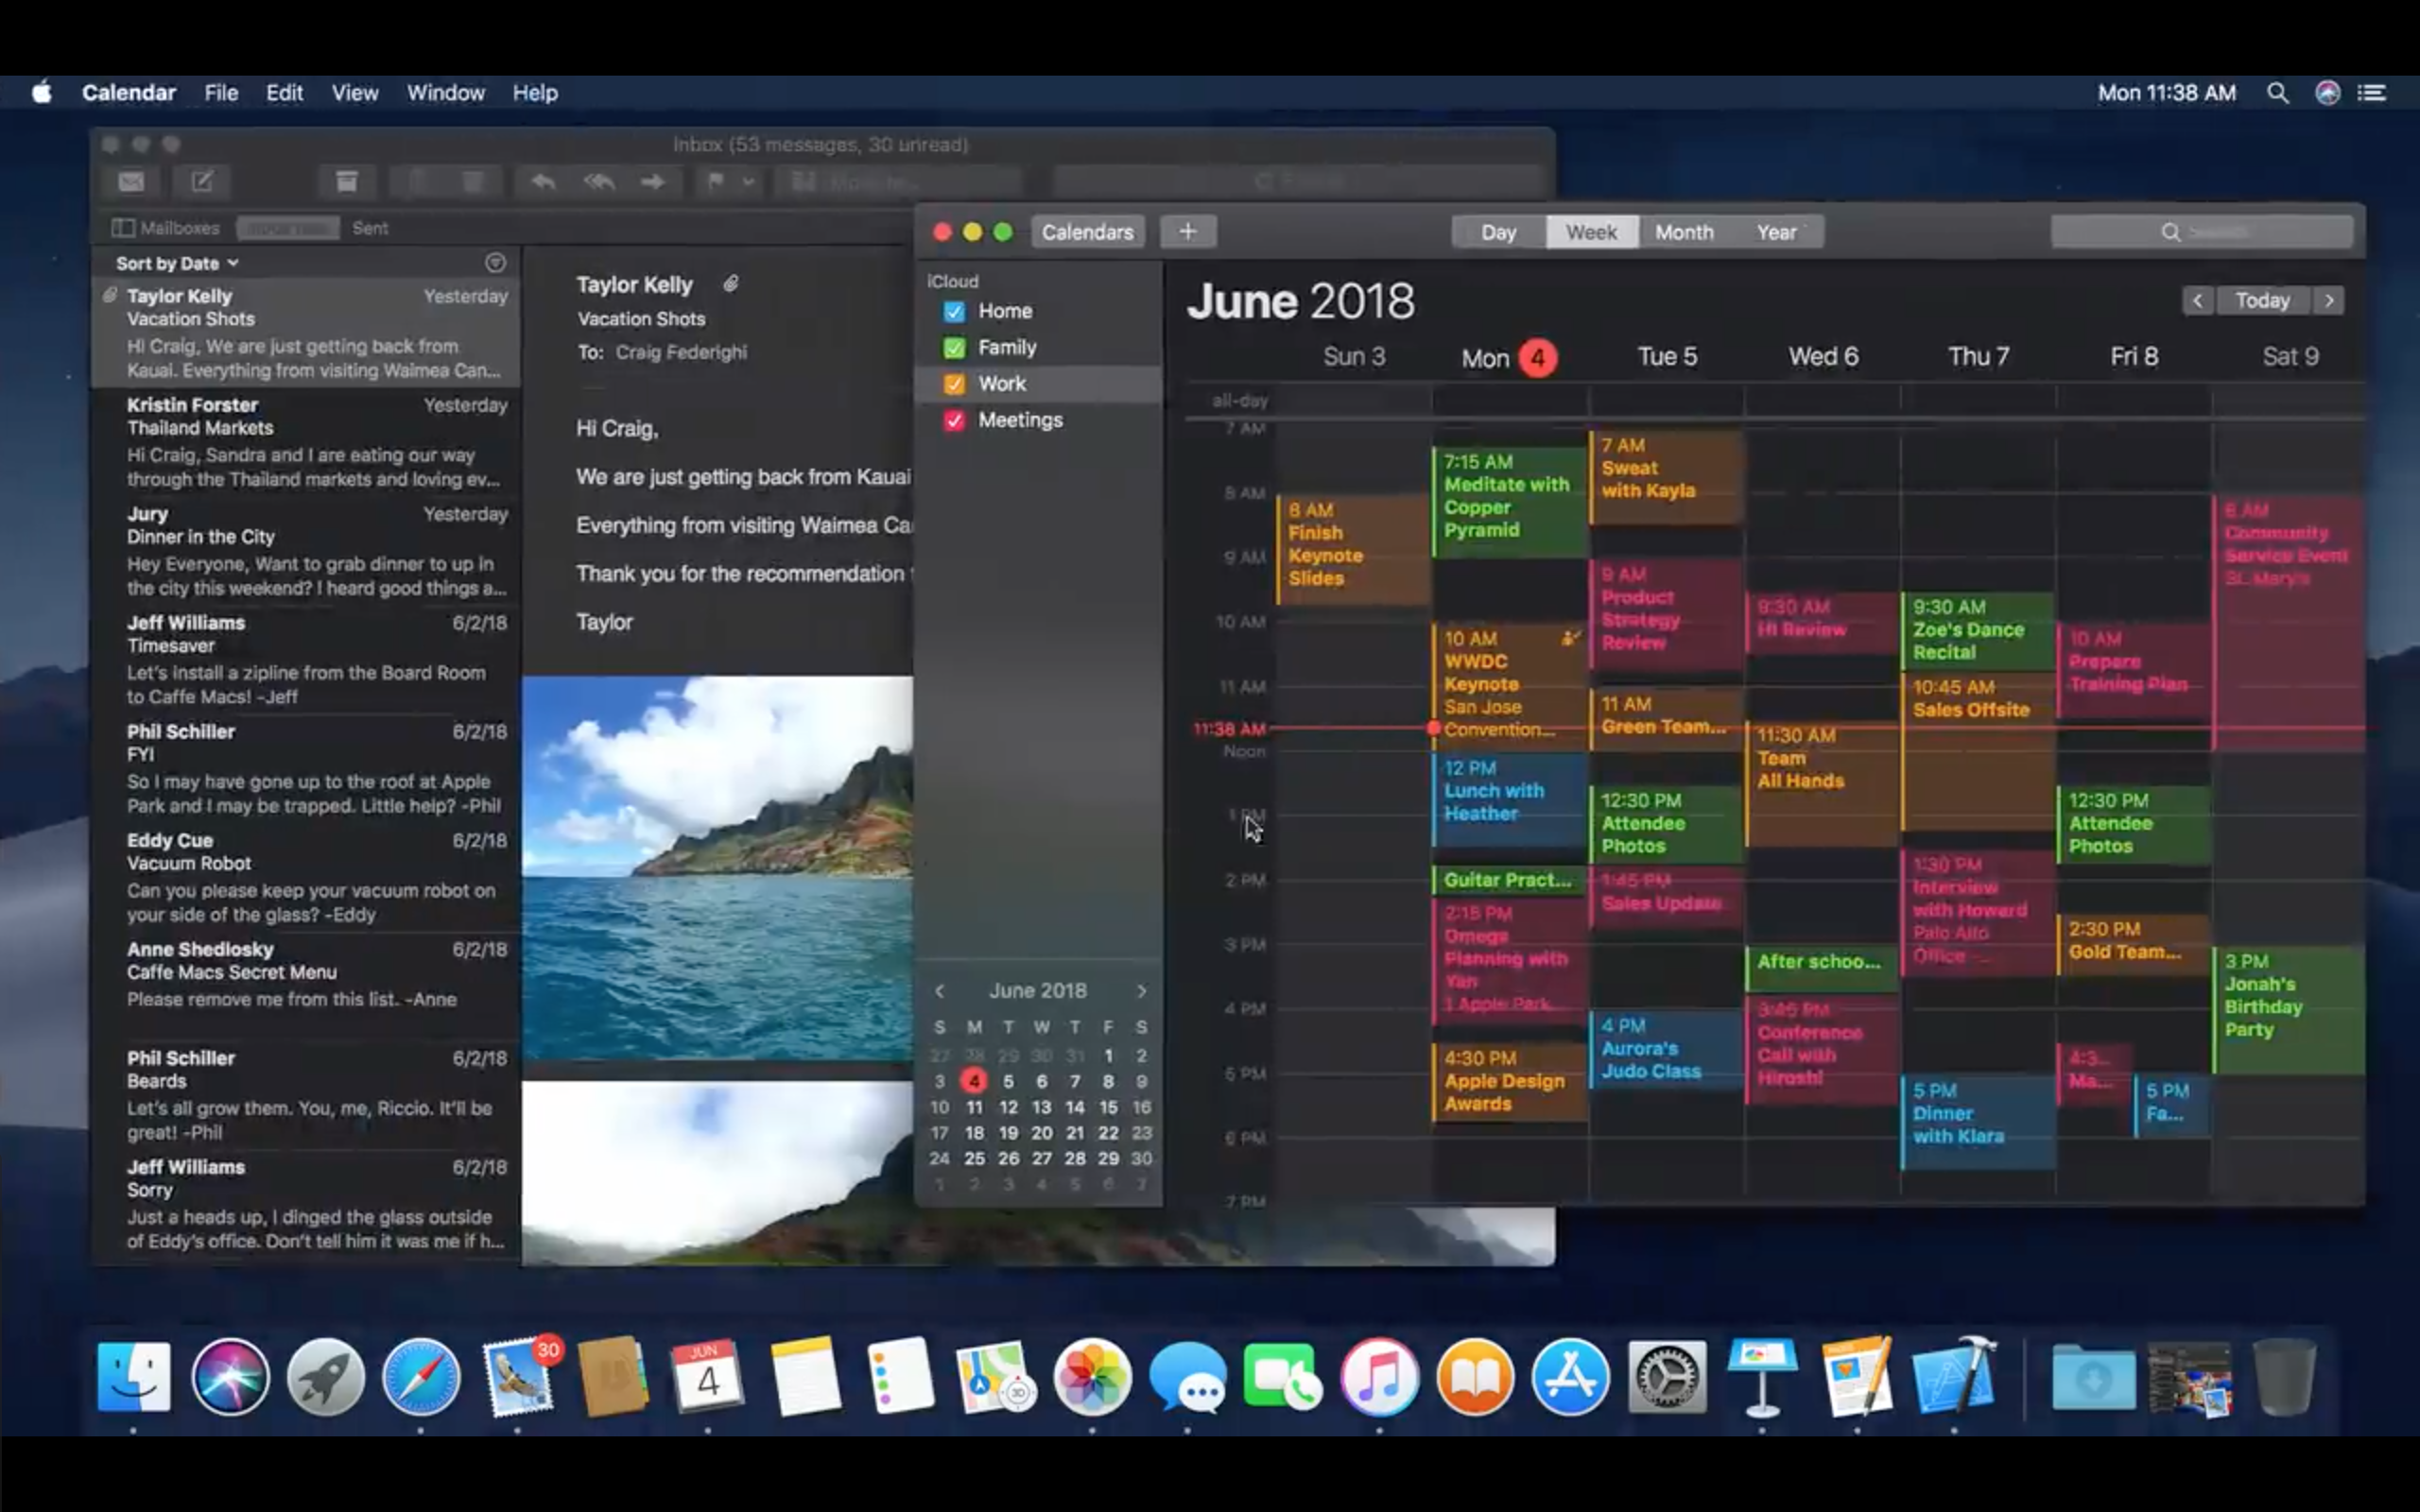 Calendar File Edit View Window Help
Mon 11:38 AM
Inbox (53 messages, 30 unread)
Mailboxes
Sent
Sort by Date
Taylor Kelly Yesterday
Vacation Shots
Hi Craig, We are just getting back from
Kauai. Everything from visiting Waimea Can...
Kristin Forster Yesterday
Thailand Markets
Hi Craig, Sandra and I are eating our way
through the Thailand markets and loving ev...
Jury Yesterday
Dinner in the City
Hey Everyone, Want to grab dinner to up in
the city this weekend? I heard good things a...
Jeff Williams 6/2/18
Timesaver
Let's install a zipline from the Board Room
to Caffe Macs! -Jeff
Phil Schiller 6/2/18
FYI
So I may have gone up to the roof at Apple
Park and I may be trapped. Little help? -Phil
Eddy Cue 6/2/18
Vacuum Robot
Can you please keep your vacuum robot on
your side of the glass? -Eddy
Anne Shedlosky 6/2/18
Caffe Macs Secret Menu
Please remove me from this list. -Anne
Phil Schiller 6/2/18
Beards
Let's all grow them. You, me, Riccio. It'll be
great! -Phil
Jeff Williams 6/2/18
Sorry
Just a heads up, I dinged the glass outside
of Eddy's office. Don't tell him it was me if h...
Taylor Kelly
Vacation Shots
To: Craig Federighi
Hi Craig,
We are just getting back from Kauai
Everything from visiting Waimea Ca
Thank you for the recommendation
Taylor
Calendars +
Day Week Month Year
iCloud
Home
Family
Work
Meetings
June 2018
S M T W T F S
27 28 29 30 31 1 2
3 4 5 6 7 8 9
10 11 12 13 14 15 16
17 18 19 20 21 22 23
24 25 26 27 28 29 30
1 2 3 4 5 6 7
June 2018
Today
Sun 3 Mon 4 Tue 5 Wed 6 Thu 7 Fri 8 Sat 9
all-day
7 AM
8 AM
9 AM
10 AM
11 AM
11:38 AM
Noon
1 PM
2 PM
3 PM
4 PM
5 PM
6 PM
7 PM
8 AM
Finish
Keynote
Slides
7:15 AM
Meditate with
Copper
Pyramid
10 AM
WWDC
Keynote
San Jose
Convention...
12 PM
Lunch with
Heather
Guitar Pract...
2:15 PM
Omega
Planning with
Yan
1 Apple Park
4:30 PM
Apple Design
Awards
7 AM
Sweat
with Kayla
9 AM
Product
Strategy
Review
11 AM
Green Team...
12:30 PM
Attendee
Photos
1:45 PM
Sales Update
4 PM
Aurora's
Judo Class
9:30 AM
HI Review
11:30 AM
Team
All Hands
After schoo...
3:45 PM
Conference
Call with
Hiroshi
9:30 AM
Zoe's Dance
Recital
10:45 AM
Sales Offsite
1:30 PM
Interview
with Howard
Palo Alto
Office -...
5 PM
Dinner
with Klara
10 AM
Prepare
Training Plan
12:30 PM
Attendee
Photos
2:30 PM
Gold Team...
4:3...
Ma...
5 PM
Fa...
8 AM
Community
Service Event
St. Mary's
3 PM
Jonah's
Birthday
Party
30
JUN
4
3D